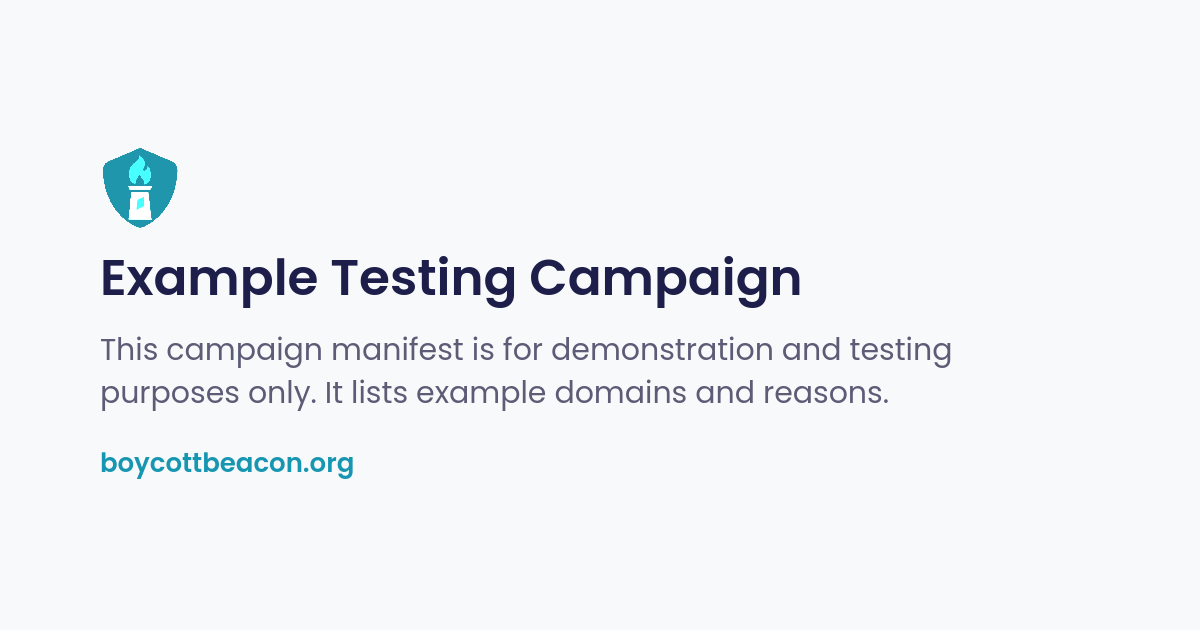 Example Testing Campaign
This campaign manifest is for demonstration and testing
purposes only. It lists example domains and reasons.
boycottbeacon.org